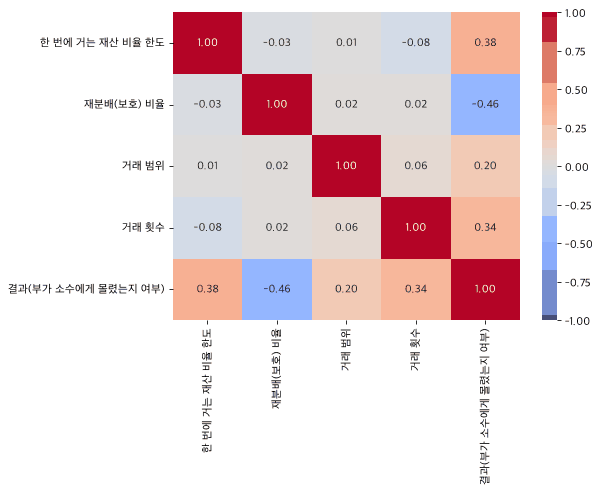 한 번에 거는 재산 비율 한도 1.00 -0.03 0.01 -0.08 0.38
재분배(보호) 비율 -0.03 1.00 0.02 0.02 -0.46
거래 범위 0.01 0.02 1.00 0.06 0.20
거래 횟수 -0.08 0.02 0.06 1.00 0.34
결과(부가 소수에게 몰렸는지 여부) 0.38 -0.46 0.20 0.34 1.00
한 번에 거는 재산 비율 한도
재분배(보호) 비율
거래 범위
거래 횟수
결과(부가 소수에게 몰렸는지 여부)
1.00
0.75
0.50
0.25
0.00
-0.25
-0.50
-0.75
-1.00